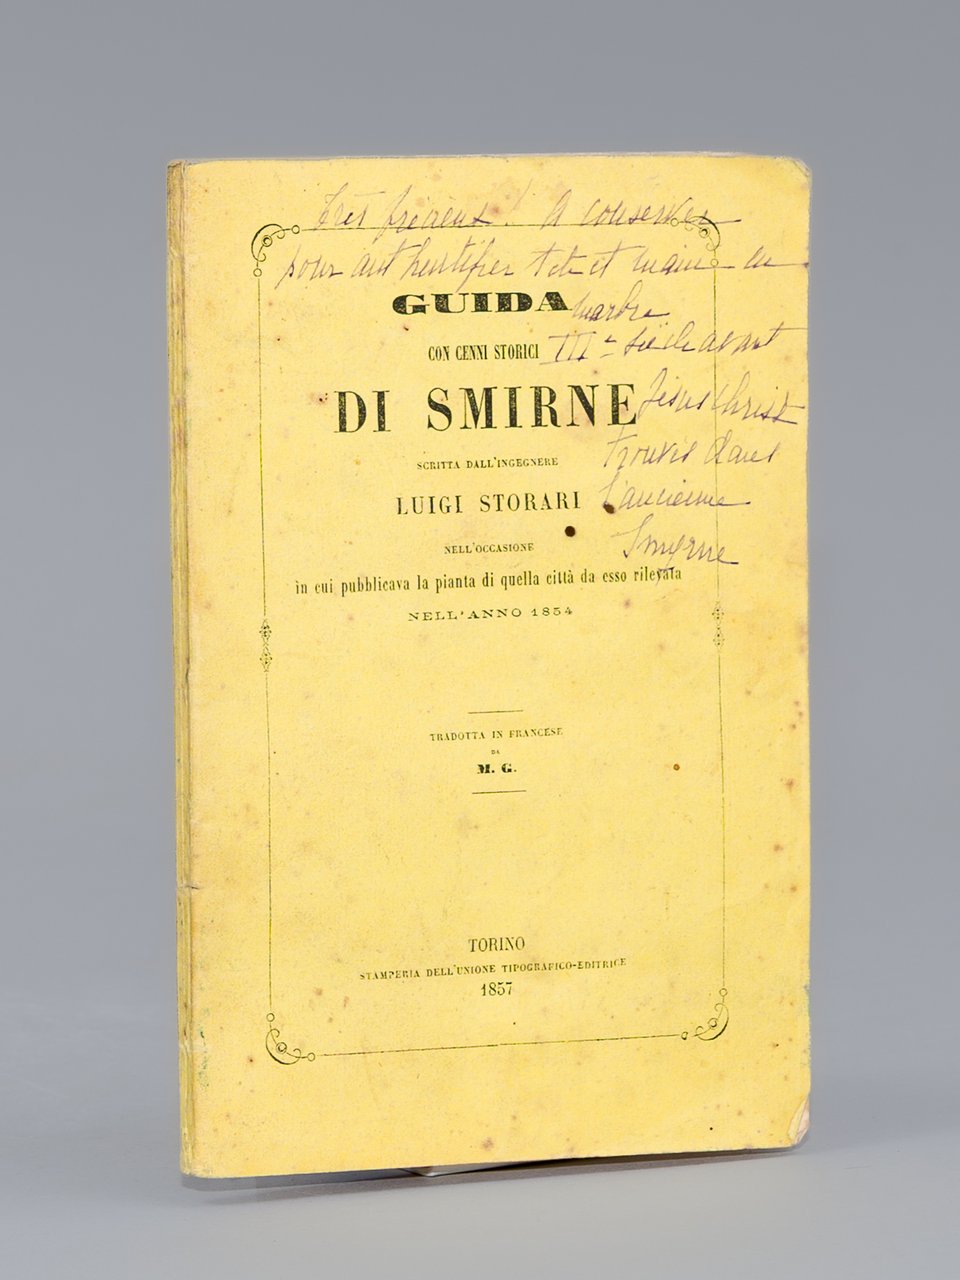 Très précieux! A conserver
pour authentifier tete et main en
marbre
IIIe siècle avant
Jésus Christ
trouvés dans
l'ancienne
Smyrne
GUIDA
CON CENNI STORICI
DI SMIRNE
SCRITTA DALL'INGEGNERE
LUIGI STORARI
NELL'OCCASIONE
in cui pubblicava la pianta di quella città da esso rilevata
NELL'ANNO 1854
TRADOTTA IN FRANCESE
DA
M. G.
TORINO
STAMPERIA DELL'UNIONE TIPOGRAFICO-EDITRICE
1857